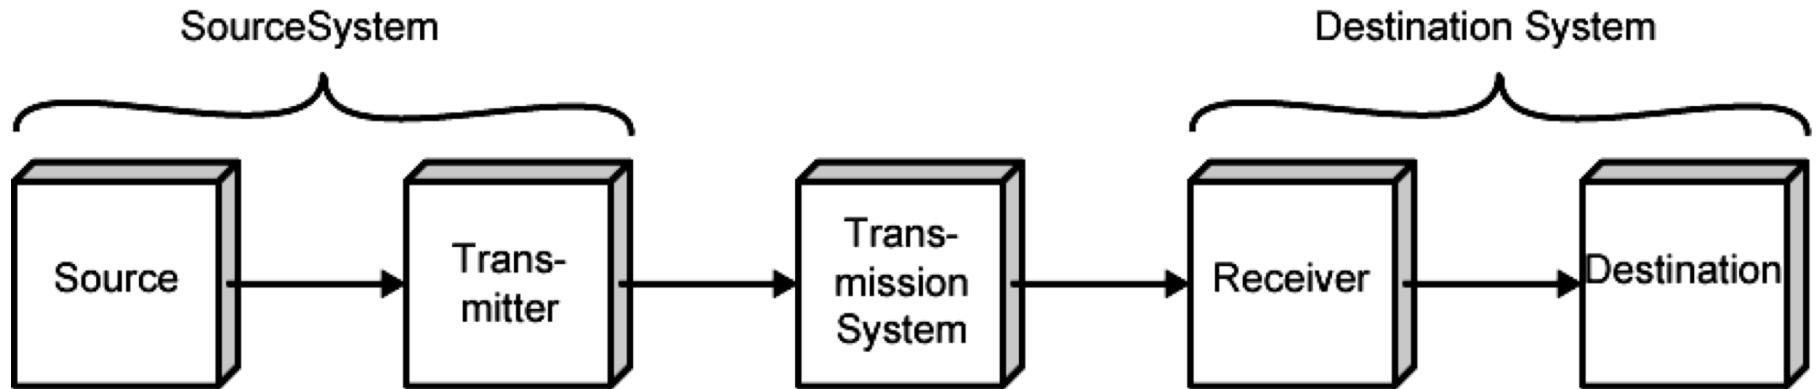 SourceSystem
Destination System
Source
Trans-
mitter
Trans-
mission
System
Receiver
Destination